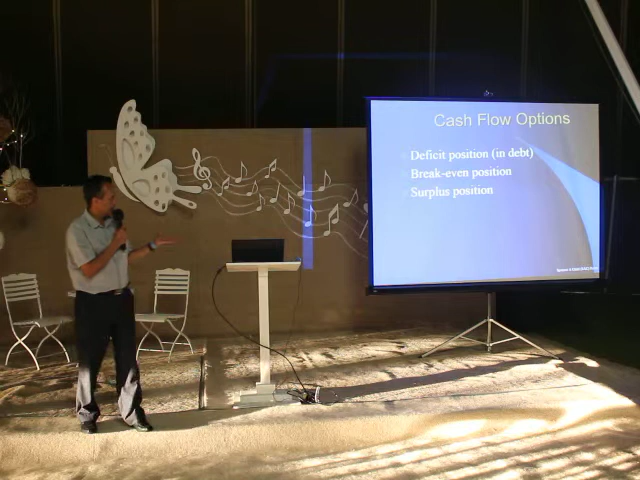 Cash Flow Options
Deficit position (in debt)
Break-even position
Surplus position